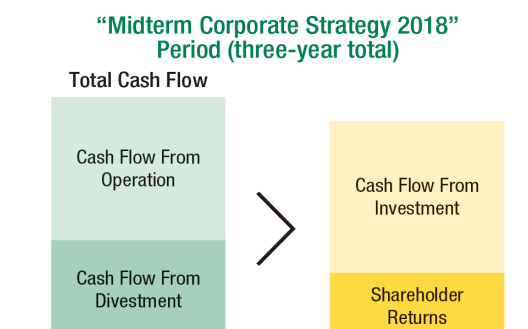 “Midterm Corporate Strategy 2018”
Period (three-year total)
Total Cash Flow
Cash Flow From
Operation
Cash Flow From
Divestment
Cash Flow From
Investment
Shareholder
Returns